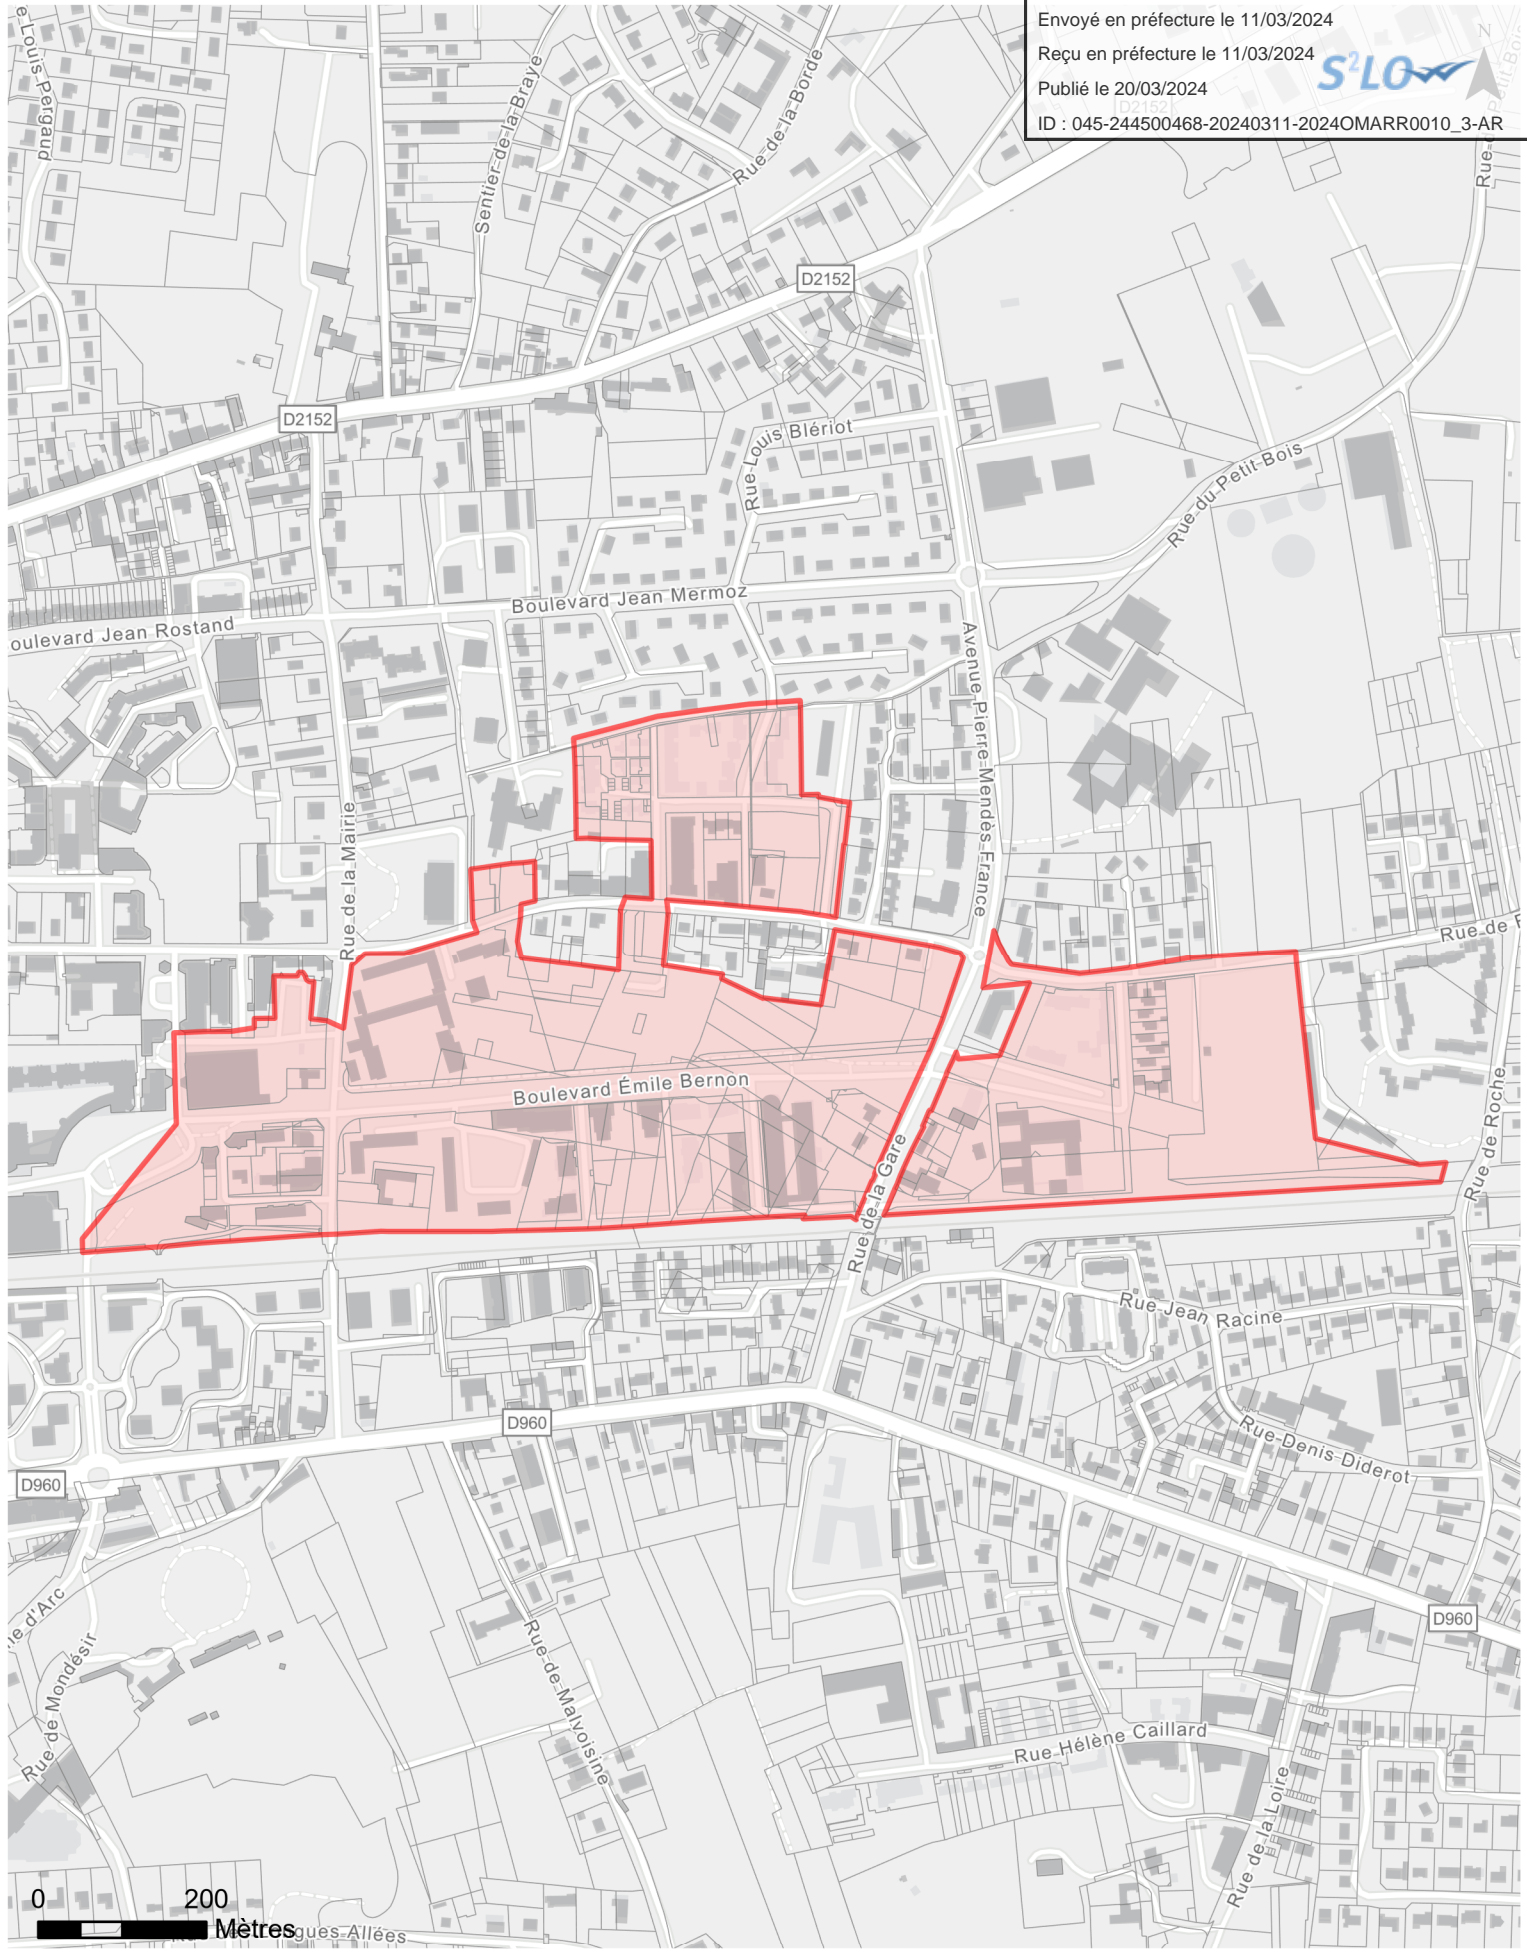 Envoyé en préfecture le 11/03/2024
Reçu en préfecture le 11/03/2024
Publié le 20/03/2024
S²LO
ID : 045-244500468-20240311-2024OMARR0010_3-AR
N
D2152
e-Louis-Pergaud
Sentier-de-la-Braye
Rue-de-la-Borde
Rue-d
D2152
D2152
Rue-Louis Blériot
Rue du Petit-Bois
Boulevard Jean Mermoz
oulevard Jean Rostand
Avenue-Pierre-Mendès-France
Rue-de-la-Mairie
Rue-de-F
Boulevard Émile Bernon
Rue-de-la-Gare
Rue-de-Roche
Rue-Jean Racine
D960
Rue-Denis-Diderot
D960
ne d'Arc
D960
Rue-de Mondésir
Rue-de-Malvoisine
Rue Hélène Caillard
Rue-de-la-Loire
0 200
Mètres
gues Allées